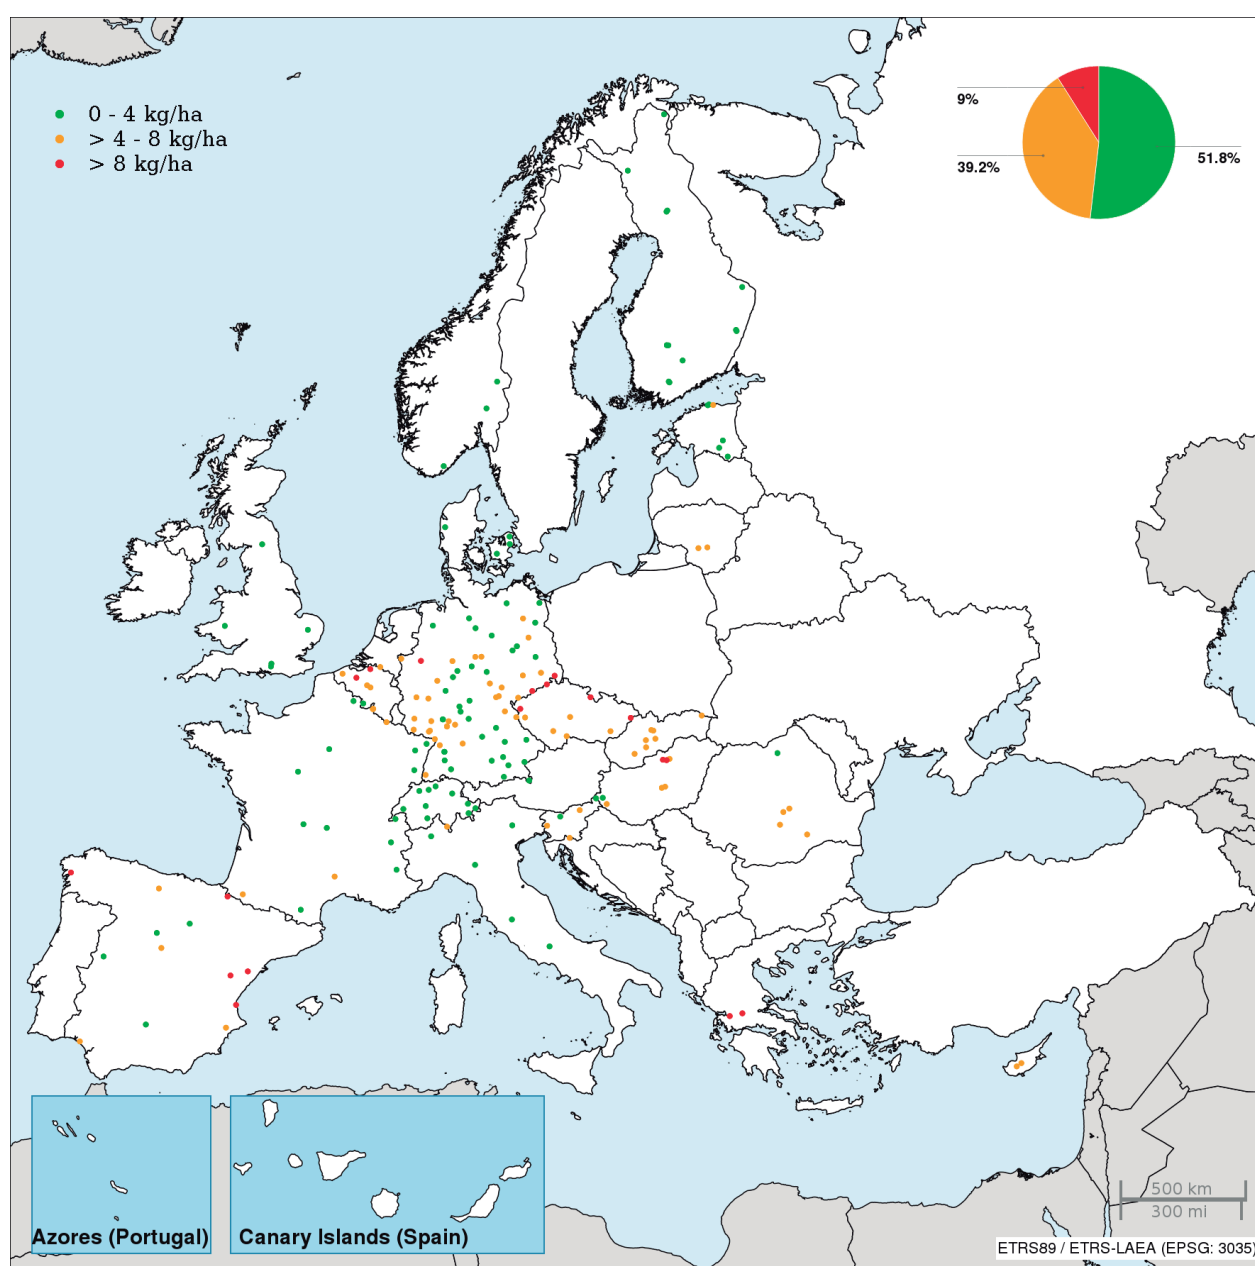 0 - 4 kg/ha
> 4 - 8 kg/ha
> 8 kg/ha
9%
39.2%
51.8%
Azores (Portugal)
Canary Islands (Spain)
500 km
300 mi
ETRS89 / ETRS-LAEA (EPSG: 3035)